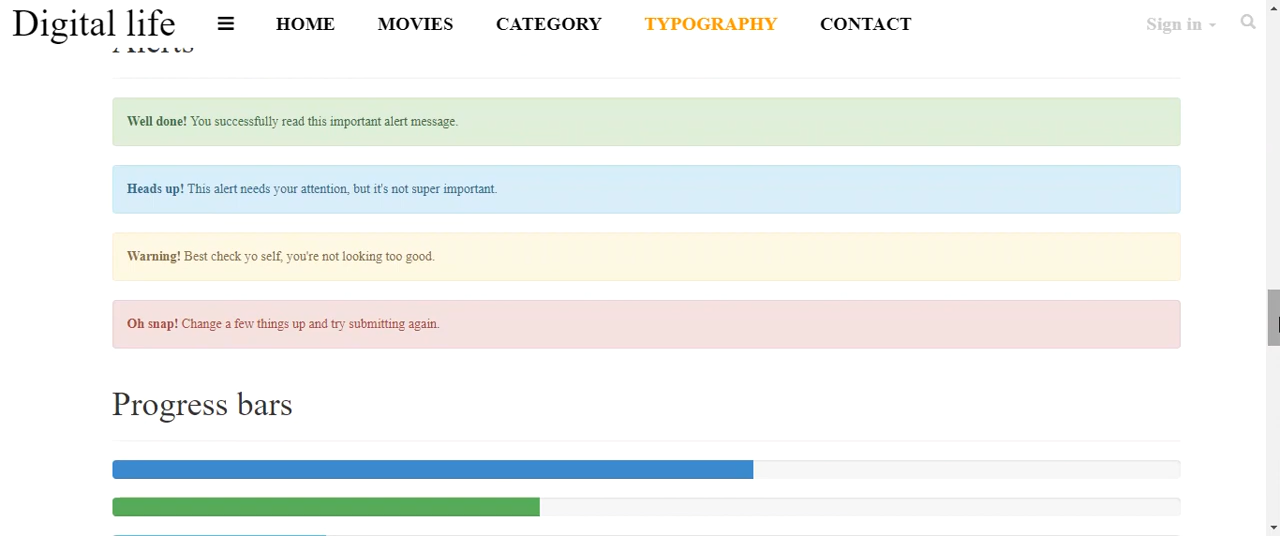 Digital life HOME MOVIES CATEGORY TYPOGRAPHY CONTACT Sign in
Alerts
Well done! You successfully read this important alert message.
Heads up! This alert needs your attention, but it's not super important.
Warning! Best check yo self, you're not looking too good.
Oh snap! Change a few things up and try submitting again.
Progress bars